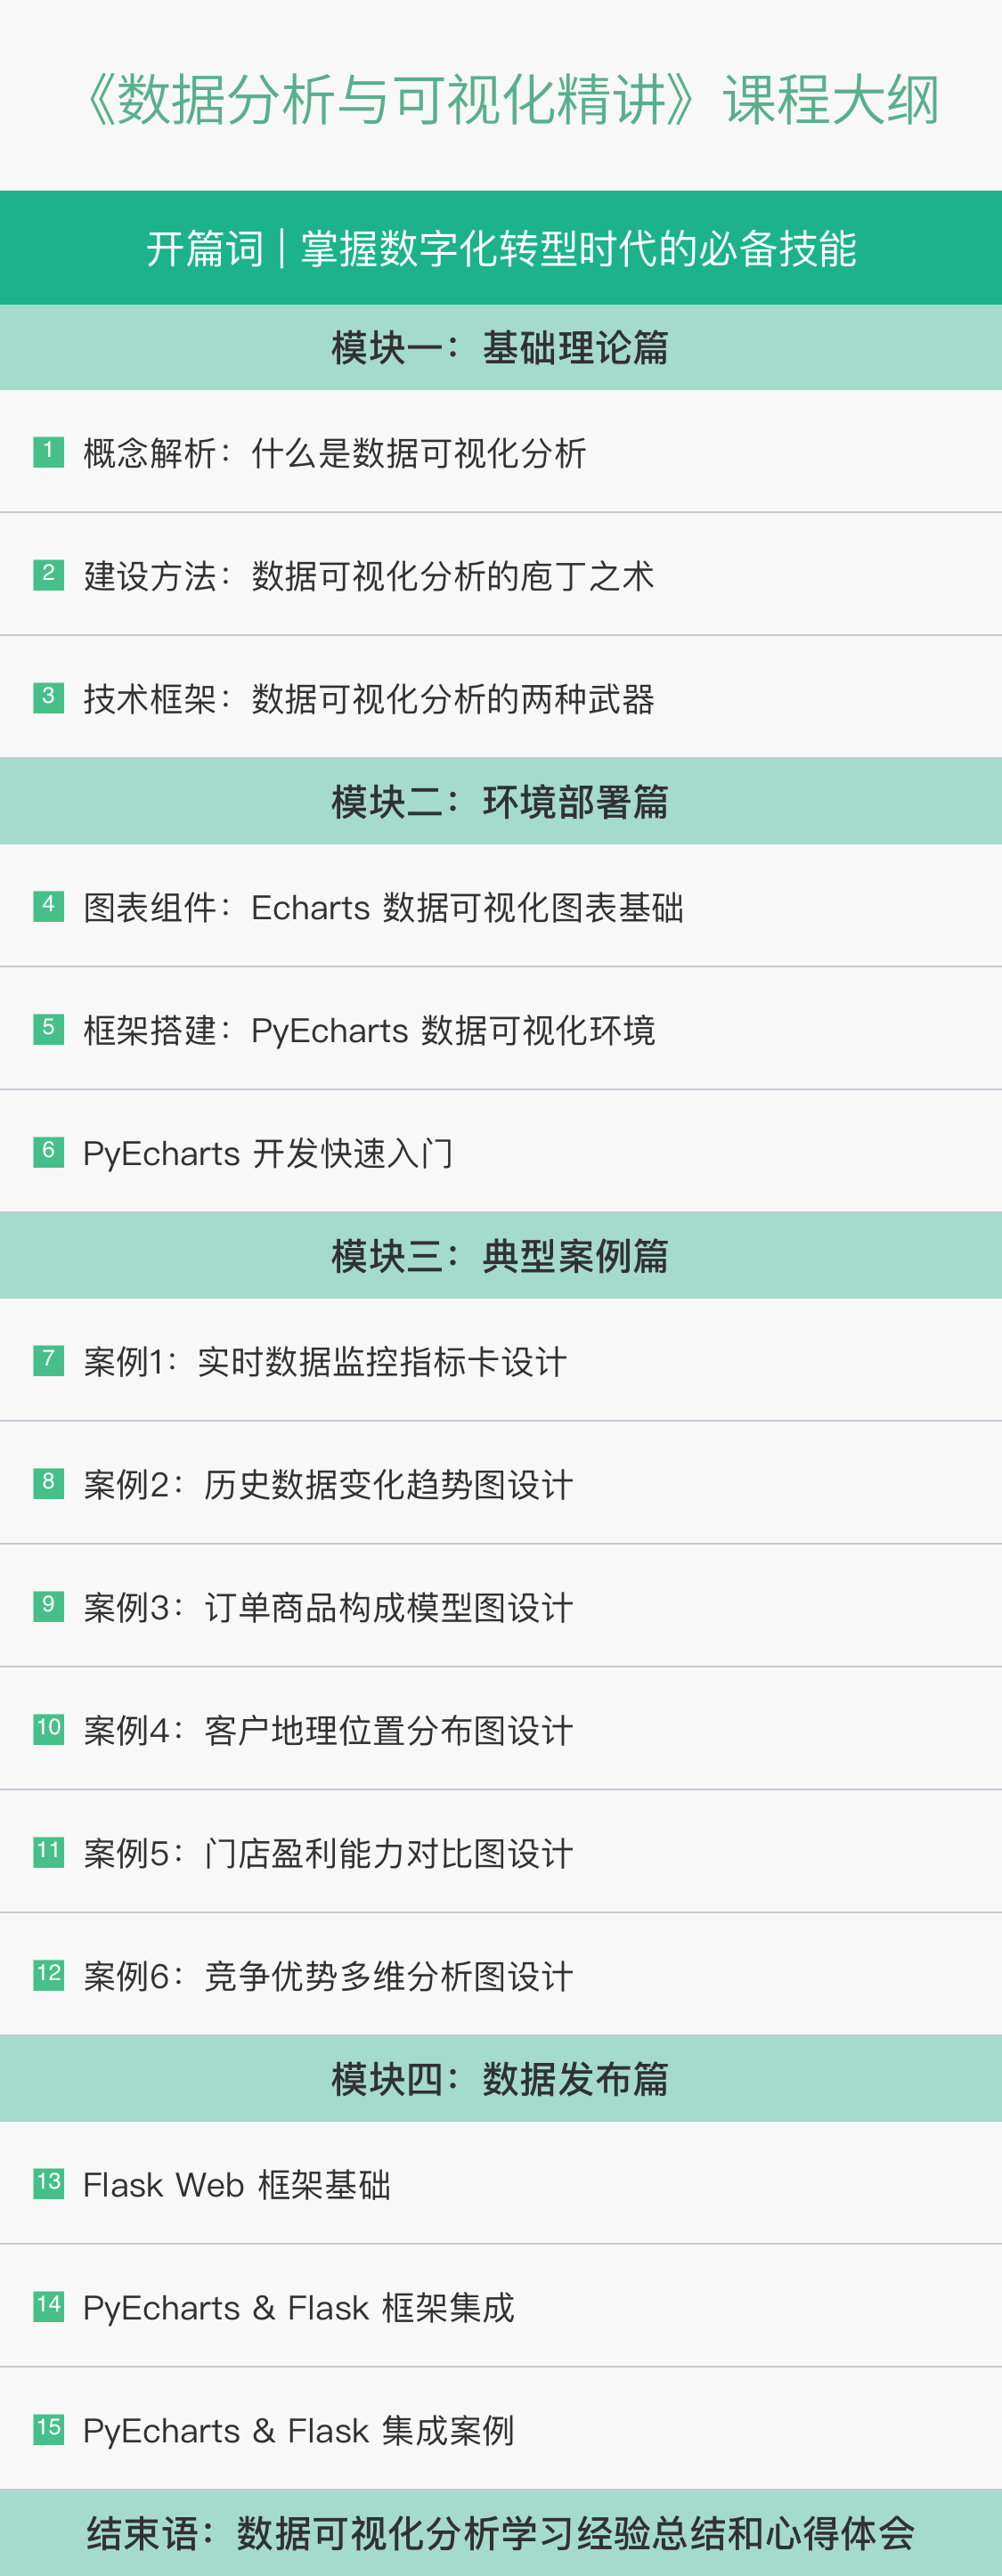 《数据分析与可视化精讲》课程大纲
开篇词 | 掌握数字化转型时代的必备技能
模块一：基础理论篇
1 概念解析：什么是数据可视化分析
2 建设方法：数据可视化分析的庖丁之术
3 技术框架：数据可视化分析的两种武器
模块二：环境部署篇
4 图表组件：Echarts 数据可视化图表基础
5 框架搭建：PyEcharts 数据可视化环境
6 PyEcharts 开发快速入门
模块三：典型案例篇
7 案例1：实时数据监控指标卡设计
8 案例2：历史数据变化趋势图设计
9 案例3：订单商品构成模型图设计
10 案例4：客户地理位置分布图设计
11 案例5：门店盈利能力对比图设计
12 案例6：竞争优势多维分析图设计
模块四：数据发布篇
13 Flask Web 框架基础
14 PyEcharts & Flask 框架集成
15 PyEcharts & Flask 集成案例
结束语：数据可视化分析学习经验总结和心得体会